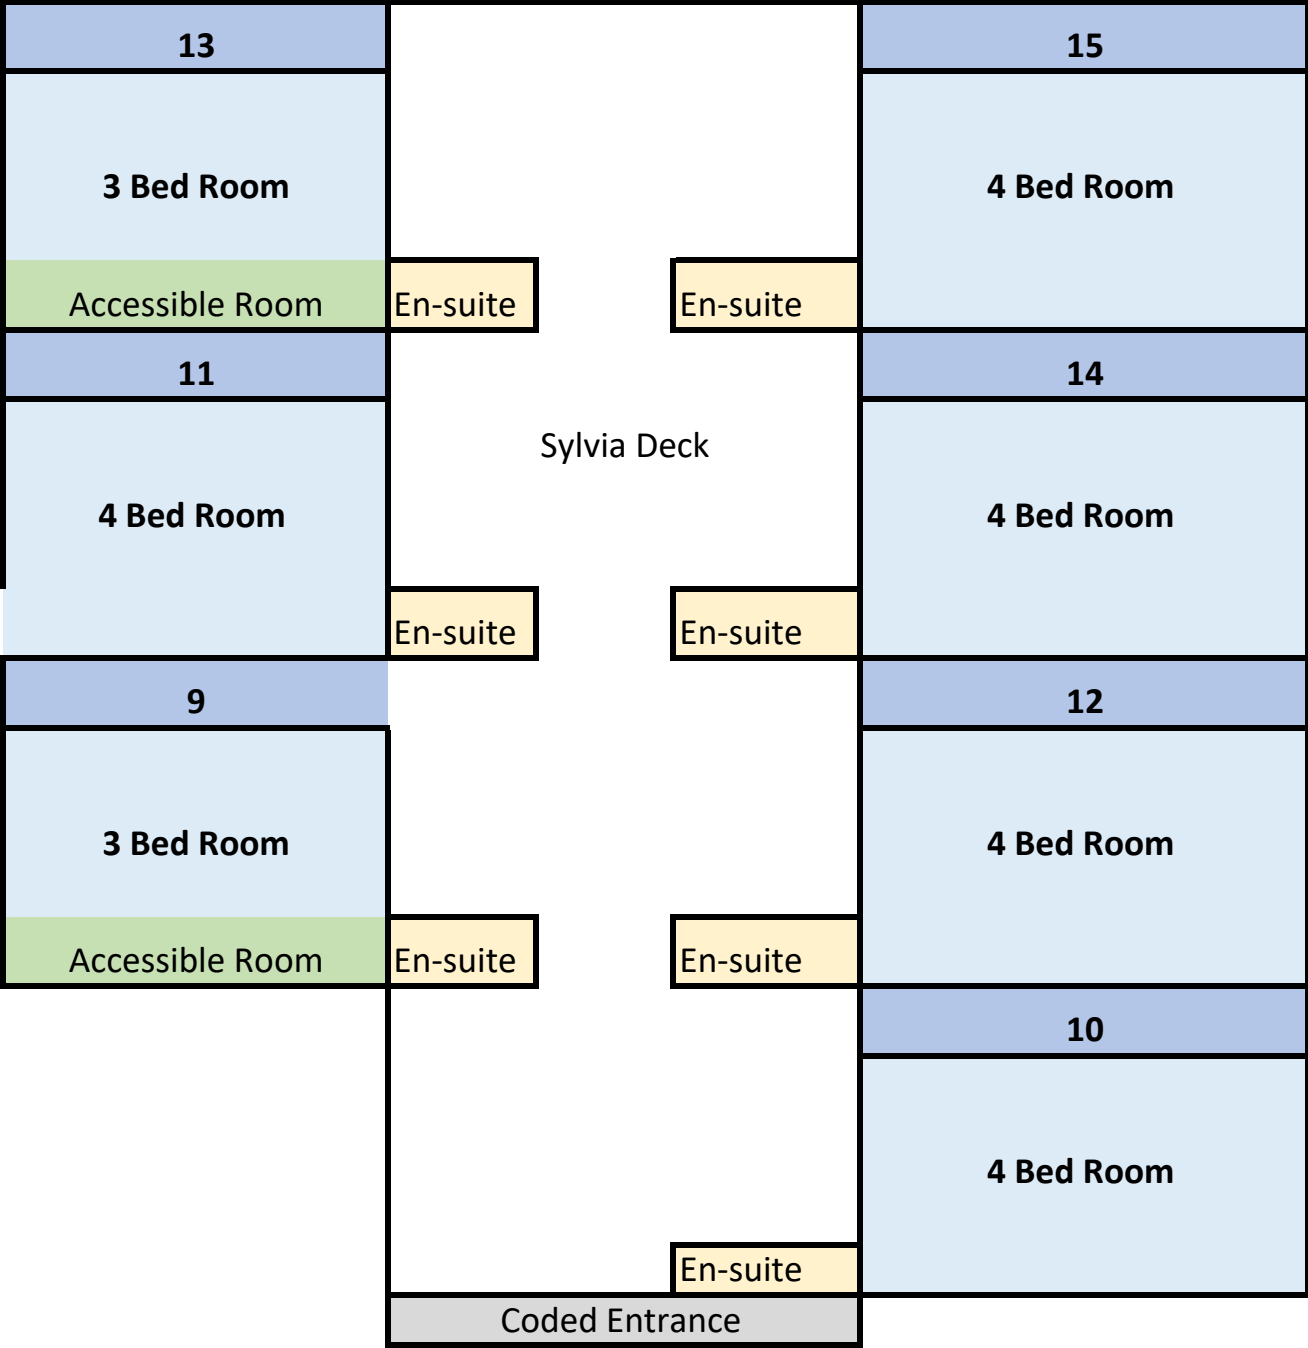 13
15
3 Bed Room
4 Bed Room
Accessible Room
En-suite
En-suite
11
14
Sylvia Deck
4 Bed Room
4 Bed Room
En-suite
En-suite
9
12
3 Bed Room
4 Bed Room
Accessible Room
En-suite
En-suite
10
4 Bed Room
En-suite
Coded Entrance